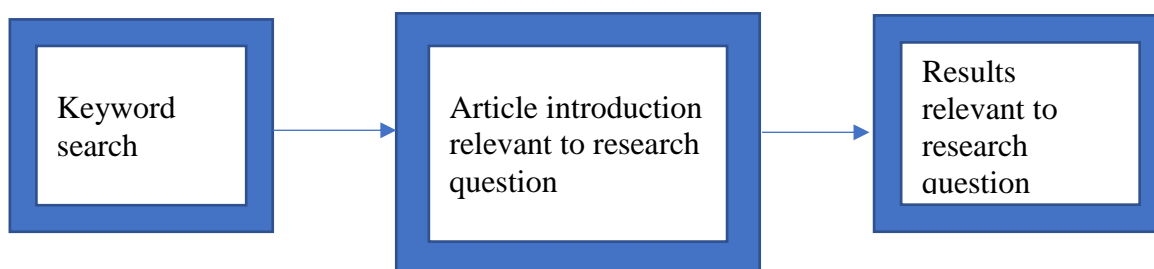 Keyword
search
Article introduction
relevant to research
question
Results
relevant to
research
question